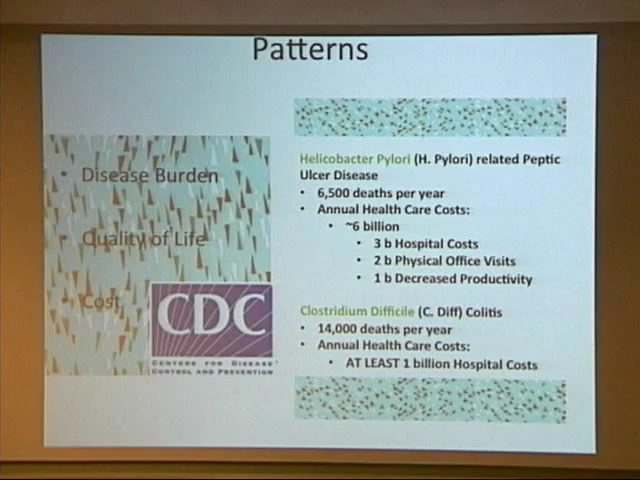 Patterns
• Disease Burden
• Quality of Life
• Cost
CDC
CENTERS FOR DISEASE
CONTROL AND PREVENTION
Helicobacter Pylori (H. Pylori) related Peptic
Ulcer Disease
• 6,500 deaths per year
• Annual Health Care Costs:
• ~6 billion
• 3 b Hospital Costs
• 2 b Physical Office Visits
• 1 b Decreased Productivity
Clostridium Difficile (C. Diff) Colitis
• 14,000 deaths per year
• Annual Health Care Costs:
• AT LEAST 1 billion Hospital Costs